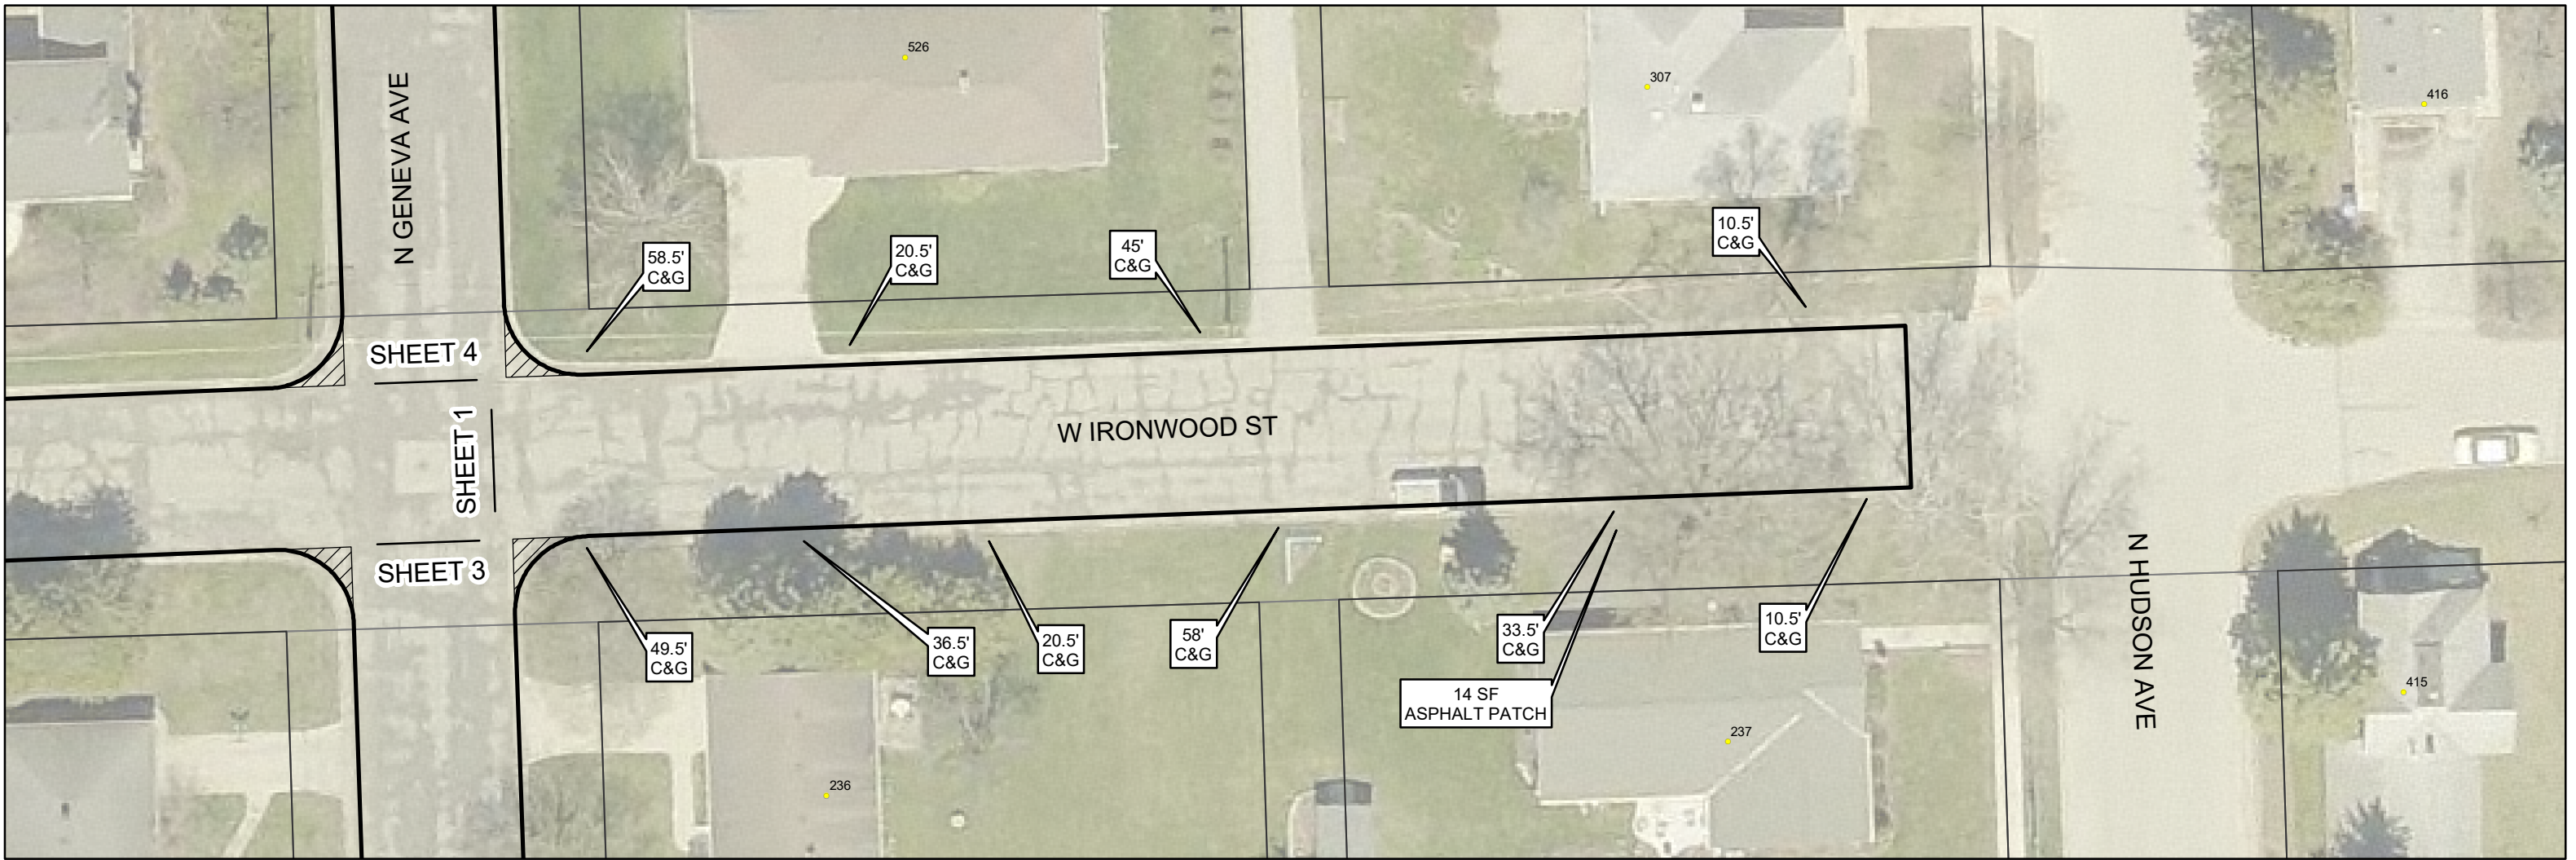 526
307
416
N GENEVA AVE
58.5'
C&G
20.5'
C&G
45'
C&G
10.5'
C&G
SHEET 4
SHEET 1
SHEET 3
W IRONWOOD ST
49.5'
C&G
36.5'
C&G
20.5'
C&G
58'
C&G
33.5'
C&G
10.5'
C&G
14 SF
ASPHALT PATCH
N HUDSON AVE
236
237
415